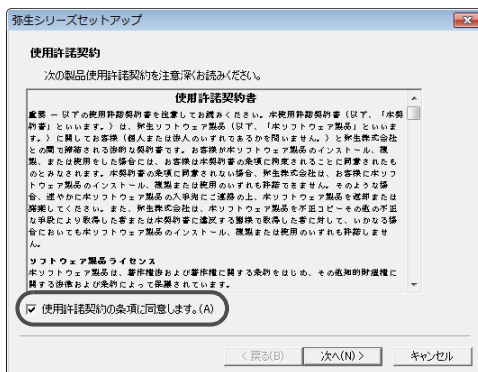 弥生シリーズセットアップ
使用許諾契約
次の製品使用許諾契約を注意深くお読みください。
使用許諾契約書
重要 － 以下の使用許諾契約書を注意してお読みください。本使用許諾契約書（以下、「本契
約書」といいます。）は、弥生ソフトウェア製品（以下、「本ソフトウェア製品」といいま
す。）に関してお客様（個人または法人のいずれであるかを問いません。）と弥生株式会社
との間で締結される法的な契約書です。お客様が本ソフトウェア製品のインストール、複
製、または使用をした場合には、お客様は本契約書の条項に拘束されることに同意されたも
のとみなされます。本契約書の条項に同意されない場合、弥生株式会社は、お客様に本ソフ
トウェア製品のインストール、複製または使用のいずれも許諾できません。そのような場
合、速やかに本ソフトウェア製品の入手先にご連絡の上、本ソフトウェア製品を返却または
廃棄してください。また、弥生株式会社は、本ソフトウェア製品を不正コピーその他の不正
な手段により取得した者または本契約書に違反する態様で取得した者に対して、いかなる場
合においても本ソフトウェア製品のインストール、複製または使用のいずれも許諾しませ
ん。
ソフトウェア製品ライセンス
本ソフトウェア製品は、著作権法および著作権に関する条約をはじめ、その他知的財産権に
関する法律および条約によって保護されています。
使用許諾契約の条項に同意します。(A)
< 戻る(B)
次へ(N) >
キャンセル